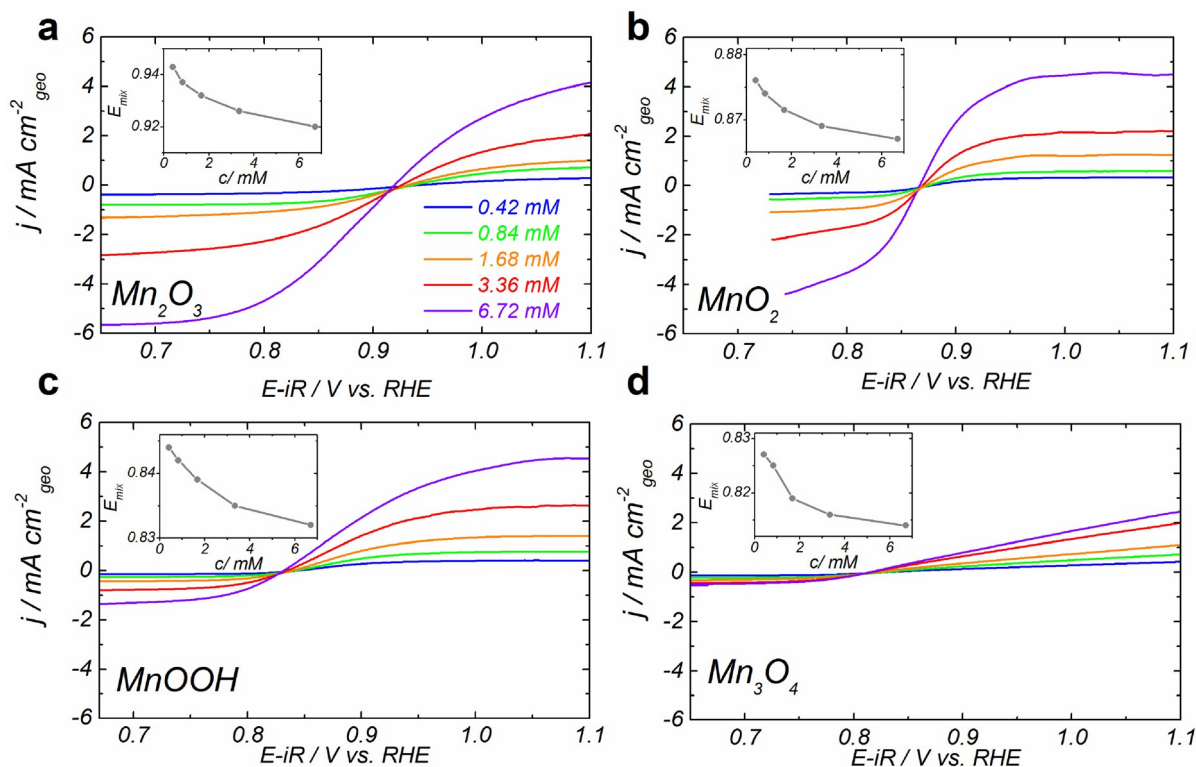 a
j / mA cm⁻²geo
6
4
2
0
-2
-4
-6
0.94
0.92
Emix
0 2 4 6
c/ mM
0.42 mM
0.84 mM
1.68 mM
3.36 mM
6.72 mM
Mn₂O₃
0.7 0.8 0.9 1.0 1.1
E-iR / V vs. RHE
b
j / mA cm⁻²geo
6
4
2
0
-2
-4
-6
0.88
0.87
Emix
0 2 4 6
c/ mM
MnO₂
0.7 0.8 0.9 1.0 1.1
E-iR / V vs. RHE
c
j / mA cm⁻²geo
6
4
2
0
-2
-4
-6
0.84
0.83
Emix
0 2 4 6
c/ mM
MnOOH
0.7 0.8 0.9 1.0 1.1
E-iR / V vs. RHE
d
j / mA cm⁻²geo
6
4
2
0
-2
-4
-6
0.83
0.82
Emix
0 2 4 6
c/ mM
Mn₃O₄
0.7 0.8 0.9 1.0 1.1
E-iR / V vs. RHE